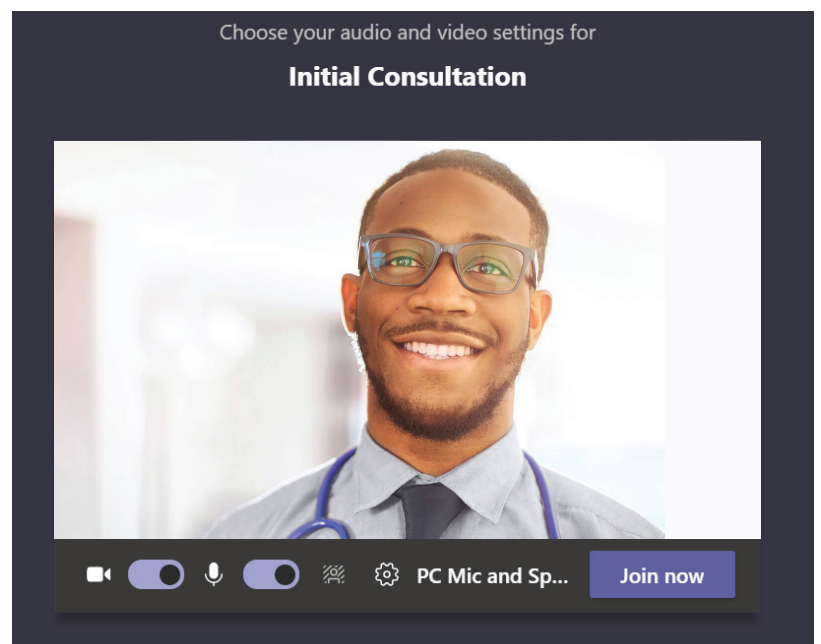 Choose your audio and video settings for
Initial Consultation
PC Mic and Sp...
Join now